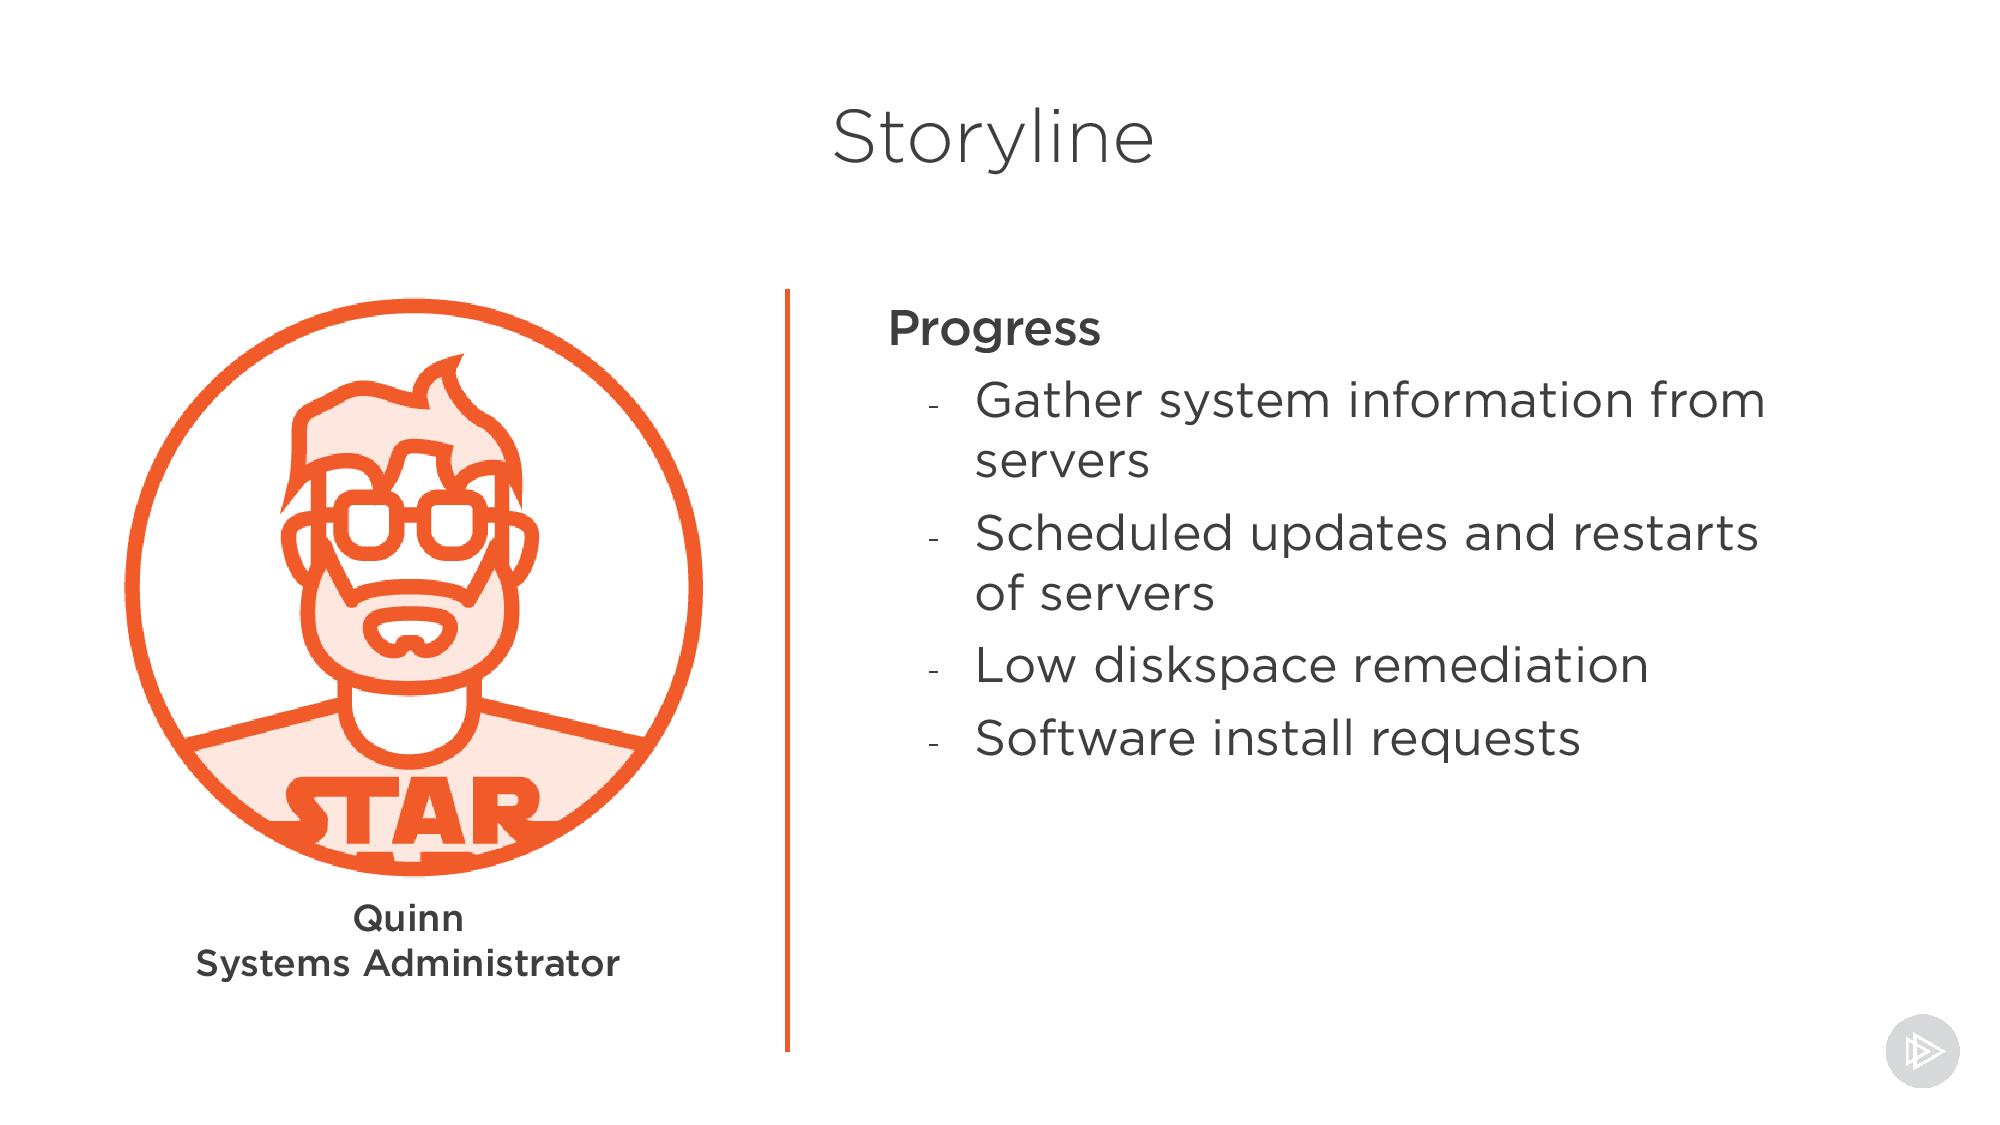 Storyline
Progress
- Gather system information from
servers
- Scheduled updates and restarts
of servers
- Low diskspace remediation
- Software install requests
STAR
Quinn
Systems Administrator